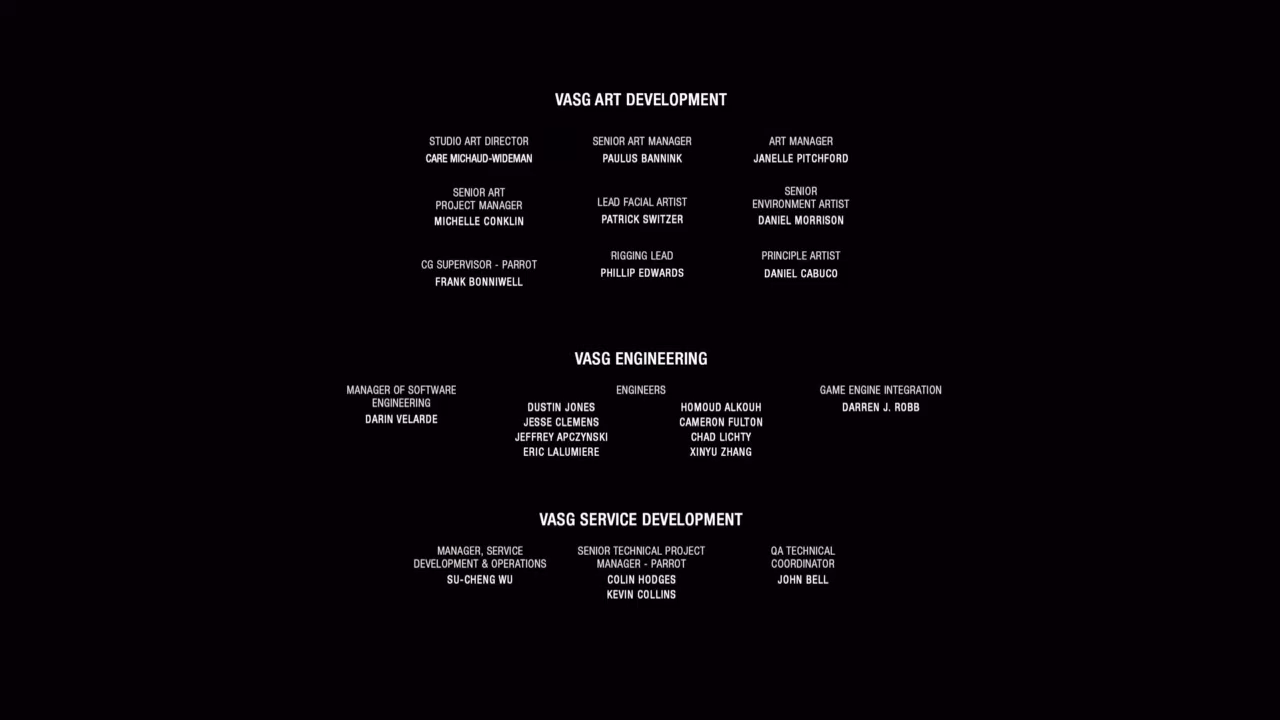 VASG ART DEVELOPMENT
STUDIO ART DIRECTOR
CARE MICHAUD-WIDEMAN
SENIOR ART MANAGER
PAULUS BANNINK
ART MANAGER
JANELLE PITCHFORD
SENIOR ART
PROJECT MANAGER
MICHELLE CONKLIN
LEAD FACIAL ARTIST
PATRICK SWITZER
SENIOR
ENVIRONMENT ARTIST
DANIEL MORRISON
CG SUPERVISOR - PARROT
FRANK BONNIWELL
RIGGING LEAD
PHILLIP EDWARDS
PRINCIPLE ARTIST
DANIEL CABUCO
VASG ENGINEERING
MANAGER OF SOFTWARE
ENGINEERING
DARIN VELARDE
ENGINEERS
DUSTIN JONES
JESSE CLEMENS
JEFFREY APCZYNSKI
ERIC LALUMIERE
HOMOUD ALKOUH
CAMERON FULTON
CHAD LICHTY
XINYU ZHANG
GAME ENGINE INTEGRATION
DARREN J. ROBB
VASG SERVICE DEVELOPMENT
MANAGER, SERVICE
DEVELOPMENT & OPERATIONS
SU-CHENG WU
SENIOR TECHNICAL PROJECT
MANAGER - PARROT
COLIN HODGES
KEVIN COLLINS
QA TECHNICAL
COORDINATOR
JOHN BELL